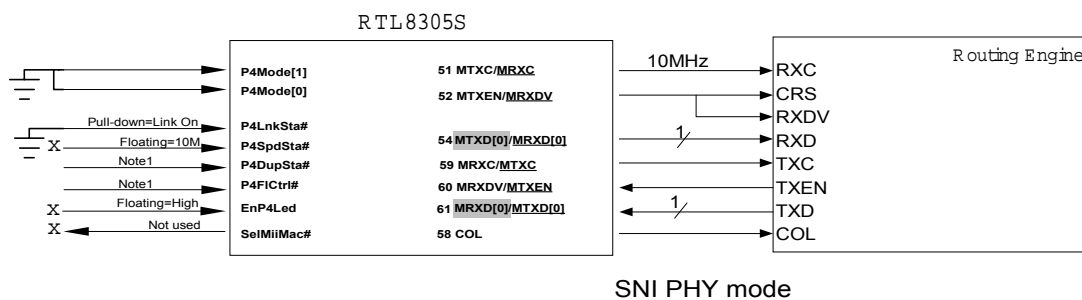 RTL8305S
Routing Engine
P4Mode[1]
P4Mode[0]
Pull-down=Link On
P4LnkSta#
X Floating=10M
P4SpdSta#
Note1
P4DupSta#
Note1
P4FlCtrl#
X Floating=High
EnP4Led
X Not used
SelMiiMac#
51 MTXC/MRXC
52 MTXEN/MRXDV
54 MTXD[0]/MRXD[0]
59 MRXC/MTXC
60 MRXDV/MTXEN
61 MRXD[0]/MTXD[0]
58 COL
10MHz
1
1
RXC
CRS
RXDV
RXD
TXC
TXEN
TXD
COL
SNI PHY mode